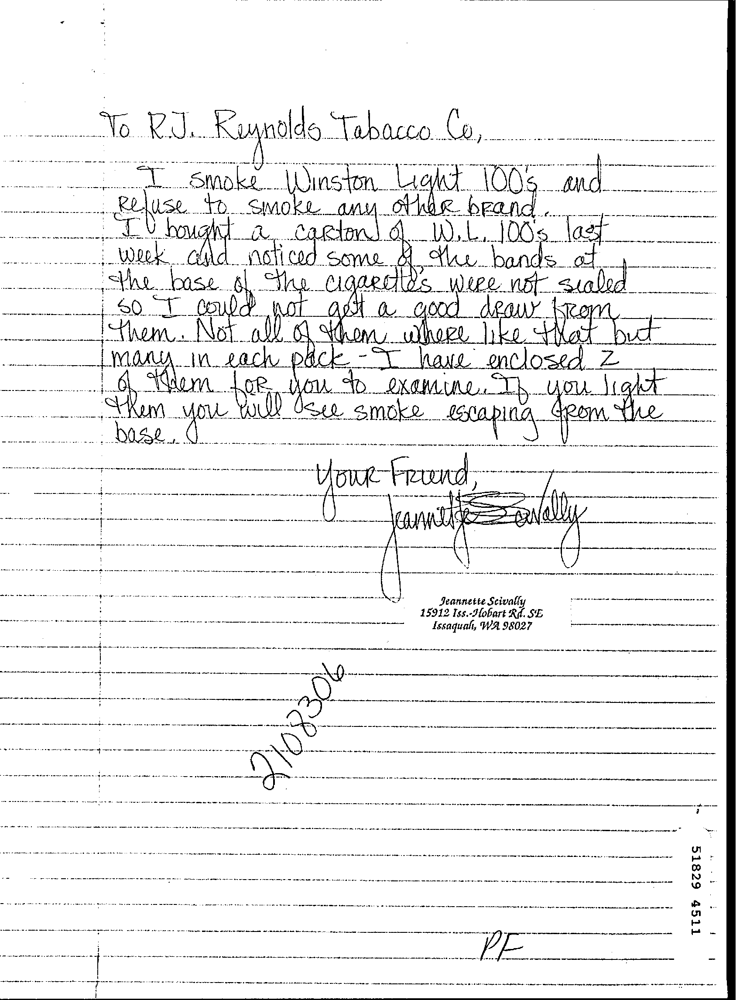 To R.J. Reynolds Tabacco Co,
I smoke Winston Light 100's and
refuse to smoke any other brand.
I bought a carton of W.L. 100's last
week and noticed some of the bands at
the base of the cigarettes were not sealed
so I could not get a good draw from
them. Not all of them where like that but
many in each pack - I have enclosed 2
of them for you to examine. If you light
them you will see smoke escaping from the
base.
Your Friend,
Jeannette Scivally
Jeannette Scivally
15912 Iss.-Hobart Rd. SE
Issaquah, WA 98027
2108306
51829 4511
PF